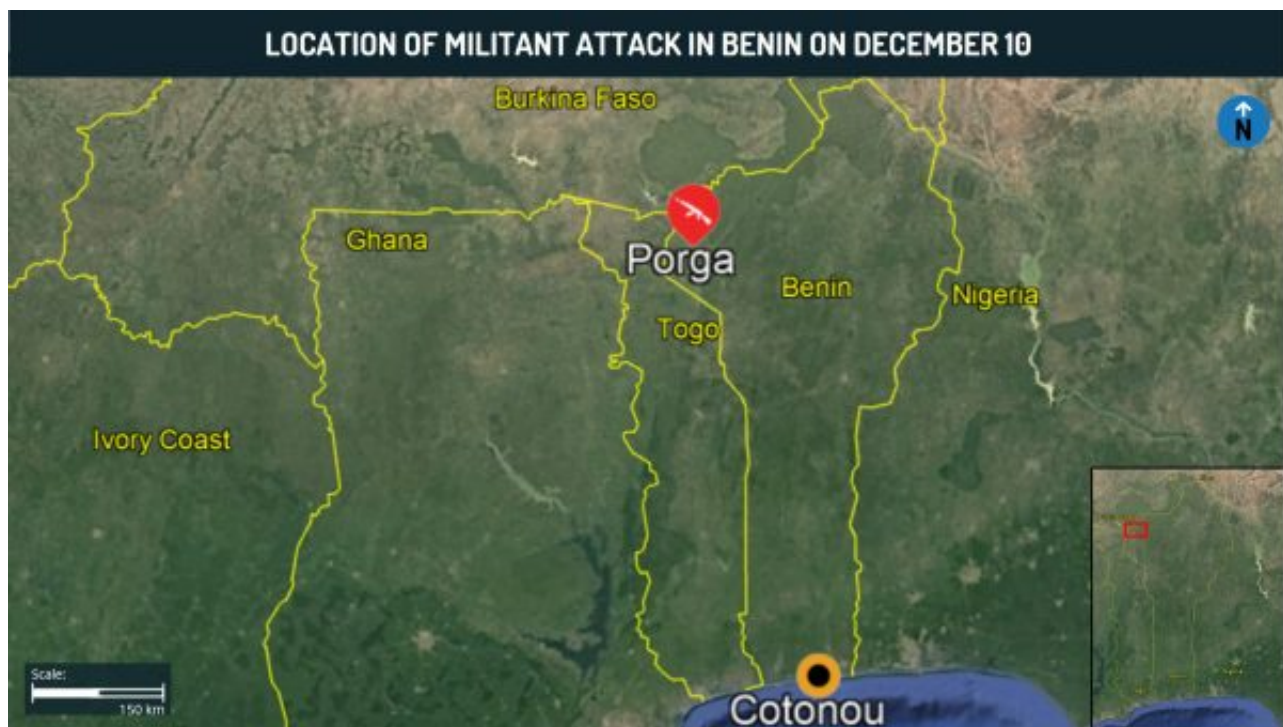 LOCATION OF MILITANT ATTACK IN BENIN ON DECEMBER 10
Burkina Faso
N
Ghana
Porga
Benin
Nigeria
Togo
Ivory Coast
Scale:
150 km
Cotonou